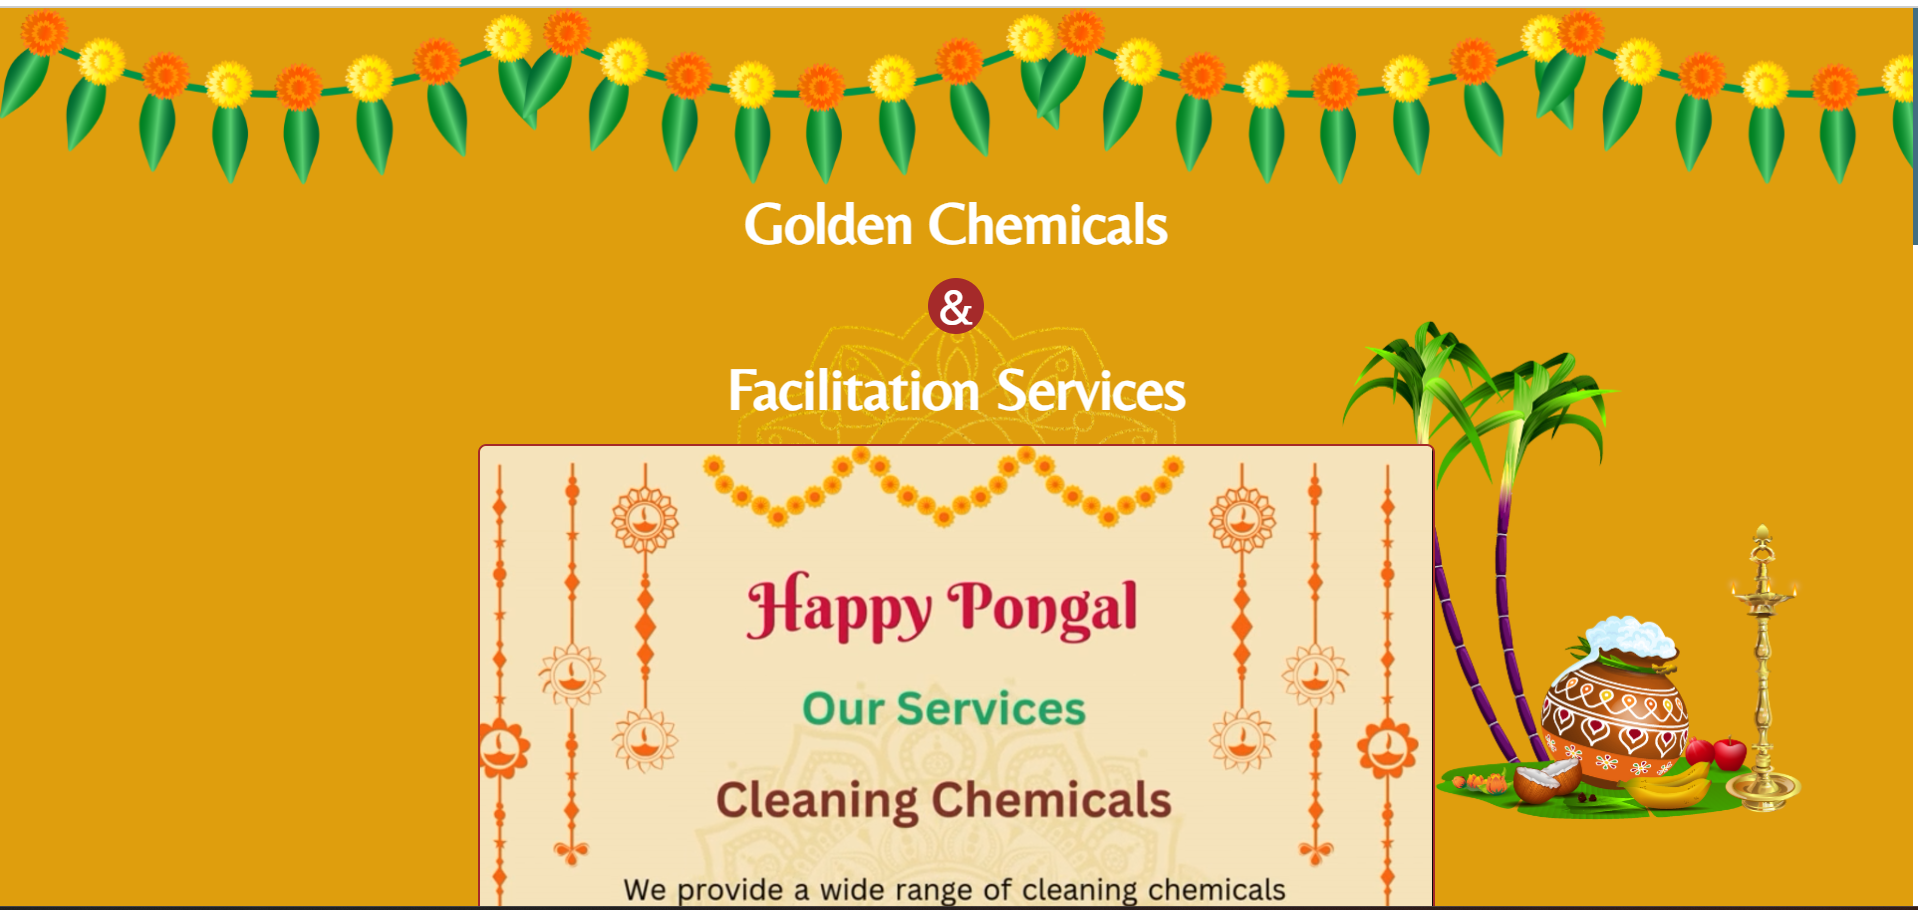 Golden Chemicals
&
Facilitation Services
Happy Pongal
Our Services
Cleaning Chemicals
We provide a wide range of cleaning chemicals